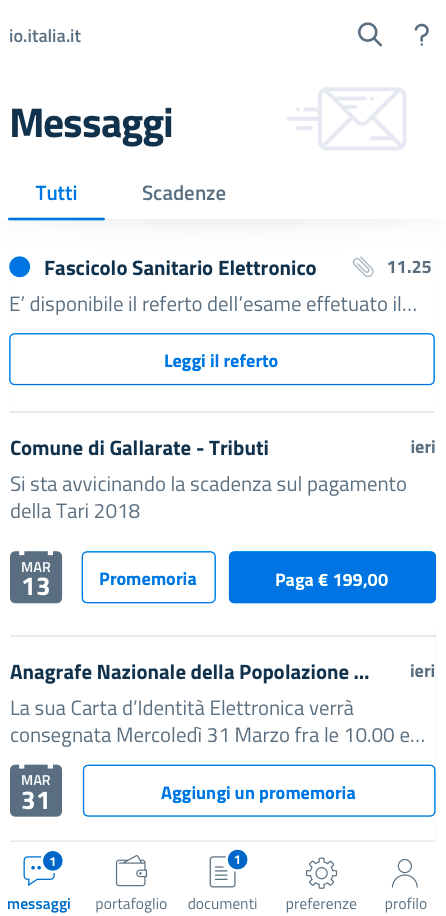 io.italia.it
Messaggi
Tutti Scadenze
Fascicolo Sanitario Elettronico 11.25
E’ disponibile il referto dell’esame effetuato il...
Leggi il referto
Comune di Gallarate - Tributi ieri
Si sta avvicinando la scadenza sul pagamento
della Tari 2018
MAR
13 Promemoria Paga € 199,00
Anagrafe Nazionale della Popolazione ... ieri
La sua Carta d’Identità Elettronica verrà
consegnata Mercoledì 31 Marzo fra le 10.00 e...
MAR
31 Aggiungi un promemoria
1 1
messaggi portafoglio documenti preferenze profilo